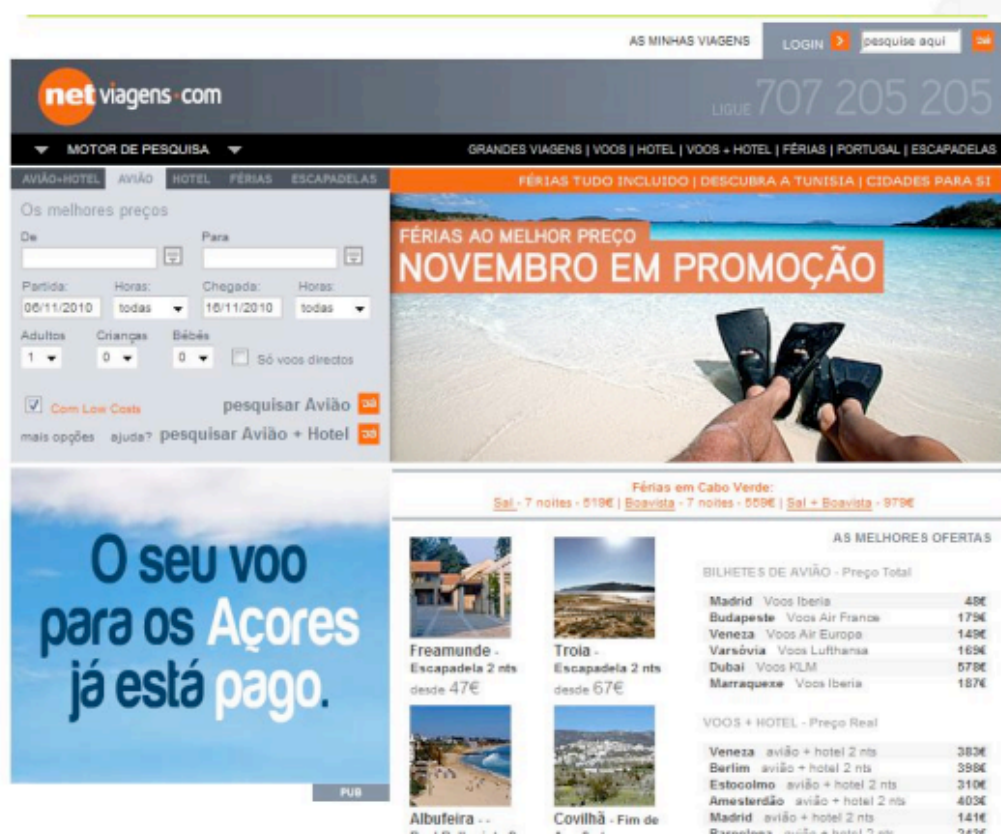 AS MINHAS VIAGENS
LOGIN
pesquise aqui
net viagens·com
LIGUE 707 205 205
MOTOR DE PESQUISA
GRANDES VIAGENS | VOOS | HOTEL | VOOS + HOTEL | FÉRIAS | PORTUGAL | ESCAPADELAS
AVIÃO+HOTEL AVIÃO HOTEL FÉRIAS ESCAPADELAS
FÉRIAS TUDO INCLUIDO | DESCUBRA A TUNISIA | CIDADES PARA SI
Os melhores preços
De Para
Partida: Horas: Chegada: Horas:
06/11/2010 todas 16/11/2010 todas
Adultos Crianças Bébés
1 0 0 Só voos directos
Com Low Costs pesquisar Avião
mais opções ajuda? pesquisar Avião + Hotel
FÉRIAS AO MELHOR PREÇO
NOVEMBRO EM PROMOÇÃO
O seu voo
para os Açores
já está pago.
PUB
Férias em Cabo Verde:
Sal - 7 noites - 519€ | Boavista - 7 noites - 559€ | Sal + Boavista - 979€
Freamunde -
Escapadela 2 nts
desde 47€
Troia -
Escapadela 2 nts
desde 67€
Albufeira - -
Covilhã - Fim de
AS MELHORES OFERTAS
BILHETES DE AVIÃO - Preço Total
Madrid Voos Iberia 48€
Budapeste Voos Air France 179€
Veneza Voos Air Europa 149€
Varsóvia Voos Lufthansa 169€
Dubai Voos KLM 578€
Marraquexe Voos Iberia 187€
VOOS + HOTEL - Preço Real
Veneza avião + hotel 2 nts 383€
Berlim avião + hotel 2 nts 398€
Estocolmo avião + hotel 2 nts 310€
Amesterdão avião + hotel 2 nts 403€
Madrid avião + hotel 2 nts 141€
Barcelona avião + hotel 2 nts 243€